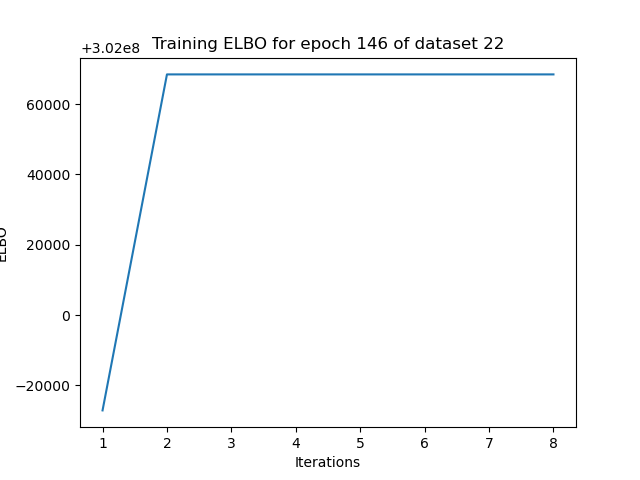 Training ELBO for epoch 146 of dataset 22
+3.02e8
60000
40000
20000
0
−20000
ELBO
1 2 3 4 5 6 7 8
Iterations